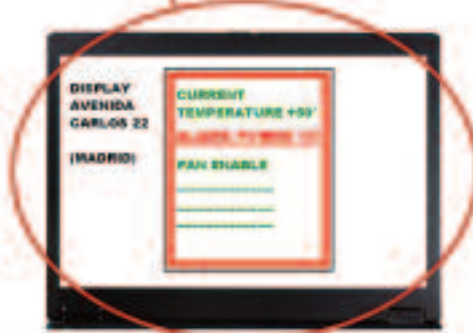 DISPLAY
AVENIDA
CARLOS 22
(MADRID)
CURRENT
TEMPERATURE +50°
FAN ENABLE